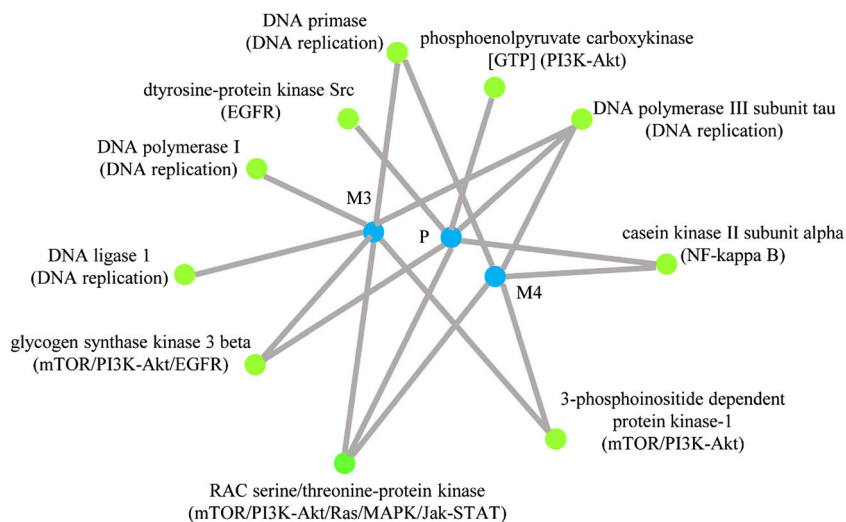 DNA primase
(DNA replication)
phosphoenolpyruvate carboxykinase
[GTP] (PI3K-Akt)
dtyrosine-protein kinase Src
(EGFR)
DNA polymerase III subunit tau
(DNA replication)
DNA polymerase I
(DNA replication)
M3
P
casein kinase II subunit alpha
(NF-kappa B)
DNA ligase 1
(DNA replication)
M4
glycogen synthase kinase 3 beta
(mTOR/PI3K-Akt/EGFR)
3-phosphoinositide dependent
protein kinase-1
(mTOR/PI3K-Akt)
RAC serine/threonine-protein kinase
(mTOR/PI3K-Akt/Ras/MAPK/Jak-STAT)